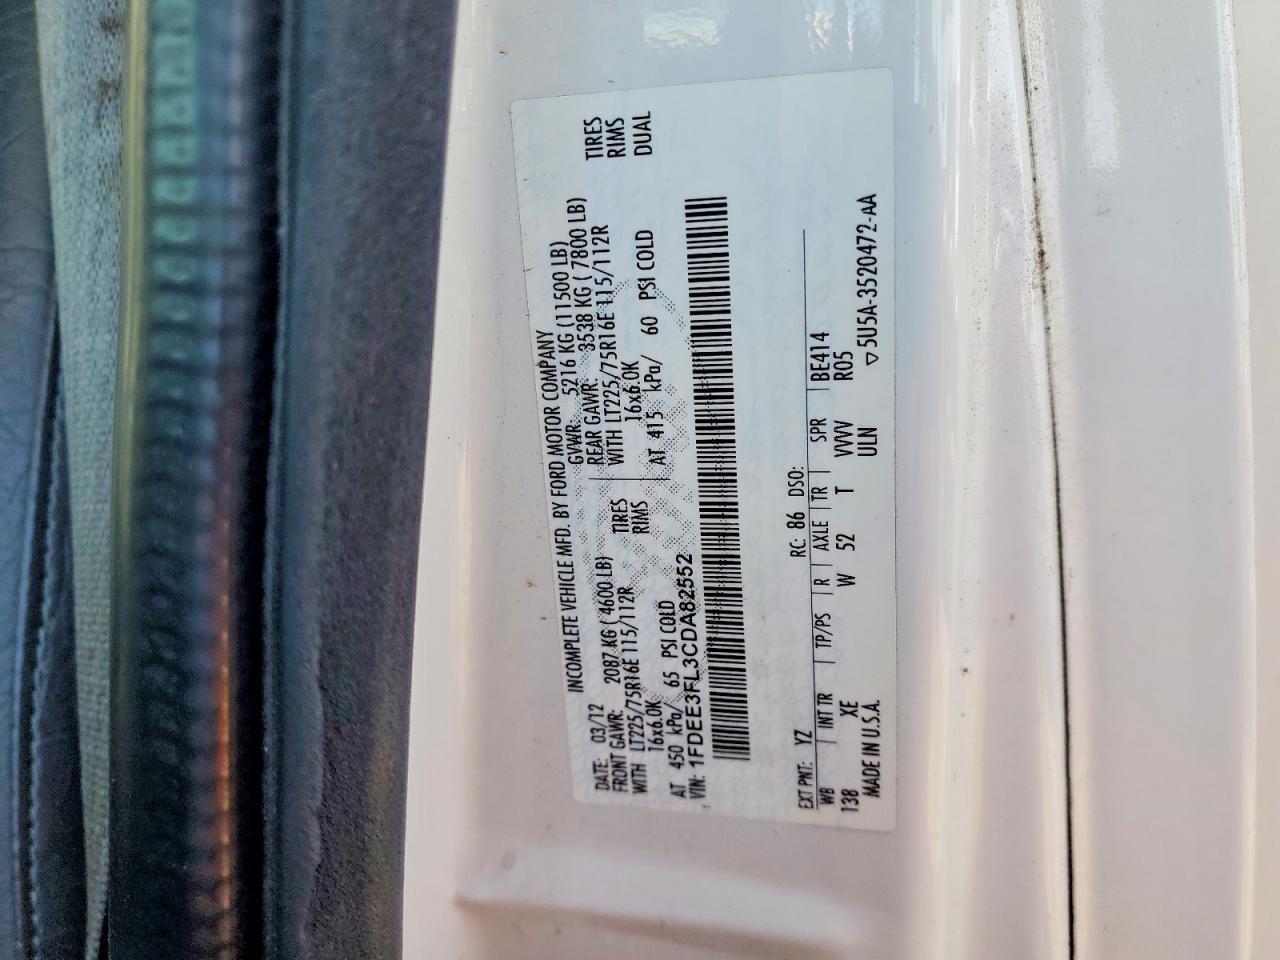 INCOMPLETE VEHICLE MFD. BY FORD MOTOR COMPANY
DATE: 03/12 GVWR: 5216 KG (11500 LB)
FRONT GAWR: 2087 KG (4600 LB) REAR GAWR: 3538 KG (7800 LB)
WITH LT225/75R16E 115/112R TIRES WITH LT225/75R16E 115/112R TIRES
16x6.0K RIMS 16x6.0K RIMS
AT 450 kPa/ 65 PSI COLD AT 415 kPa/ 60 PSI COLD DUAL
VIN: 1FDEE3FL3CDA82552
EXT PNT: YZ RC: 86 DSO:
WB INT TR TP/PS R AXLE TR SPR BE414
138 XE W 52 T VVV R05
MADE IN U.S.A. ULN ▽5U5A-3520472-AA